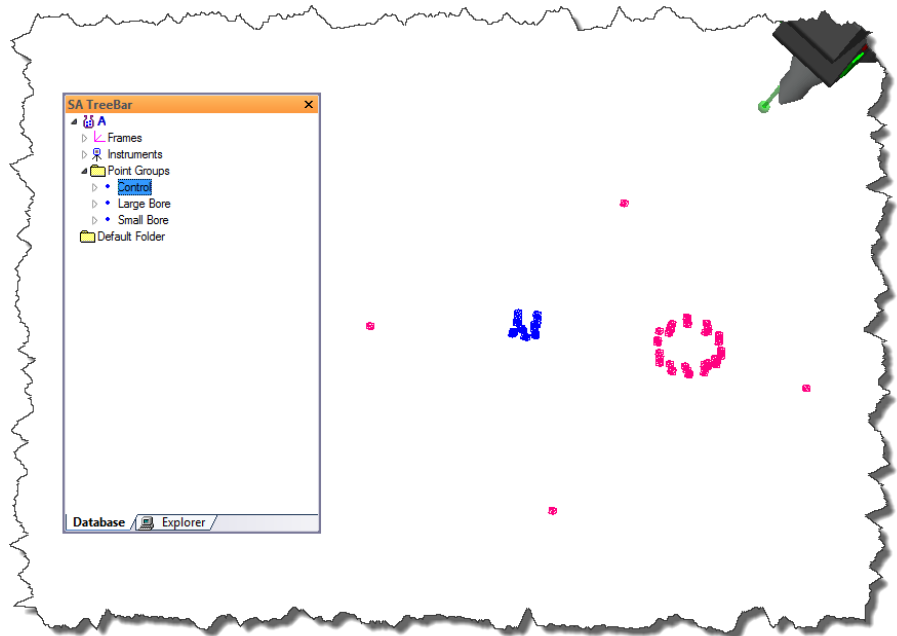 SA TreeBar
A
Frames
Instruments
Point Groups
Control
Large Bore
Small Bore
Default Folder
Database Explorer